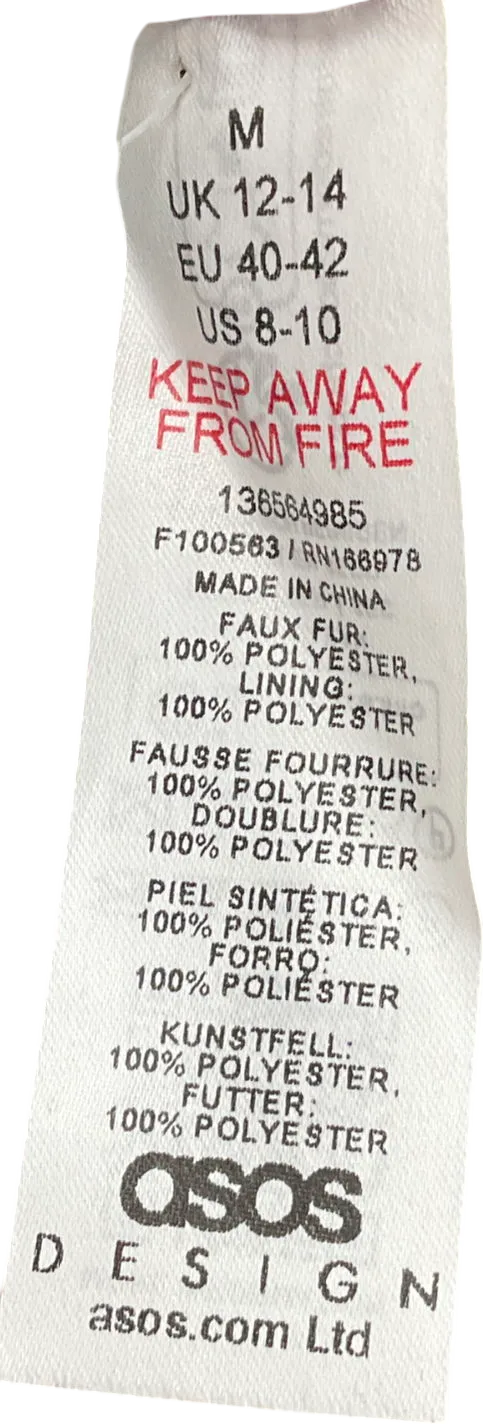 M
UK 12-14
EU 40-42
US 8-10
KEEP AWAY
FROM FIRE
136564985
F100563 / RN166978
MADE IN CHINA
FAUX FUR:
100% POLYESTER,
LINING:
100% POLYESTER
FAUSSE FOURRURE:
100% POLYESTER,
DOUBLURE:
100% POLYESTER
PIEL SINTÉTICA:
100% POLIÉSTER,
FORRO:
100% POLIÉSTER
KUNSTFELL:
100% POLYESTER,
FUTTER:
100% POLYESTER
asos
DESIGN
asos.com Ltd